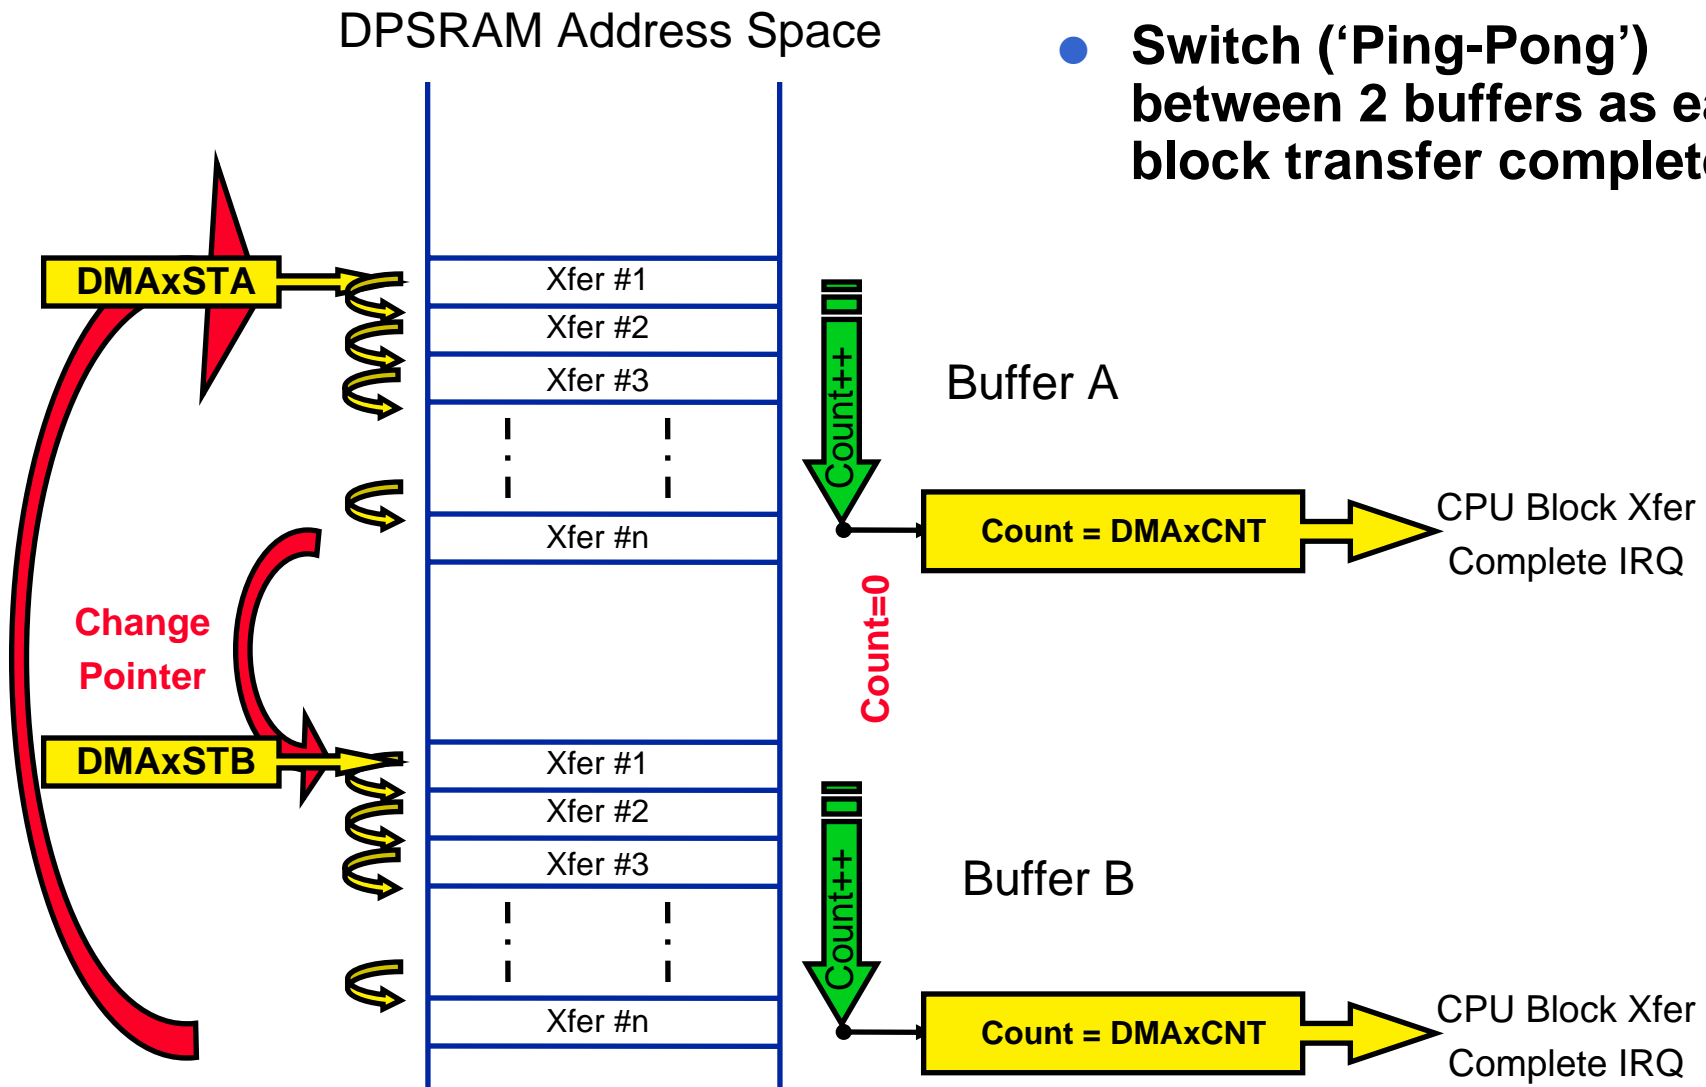 DPSRAM Address Space
Switch (‘Ping-Pong’)
between 2 buffers as
block transfer
DMAxSTA
Xfer #1
Xfer #2
Xfer #3
Xfer #n
Count++
Buffer A
Count = DMAxCNT
CPU Block Xfer
Complete IRQ
Change
Pointer
Count=0
DMAxSTB
Xfer #1
Xfer #2
Xfer #3
Xfer #n
Count++
Buffer B
Count = DMAxCNT
CPU Block Xfer
Complete IRQ